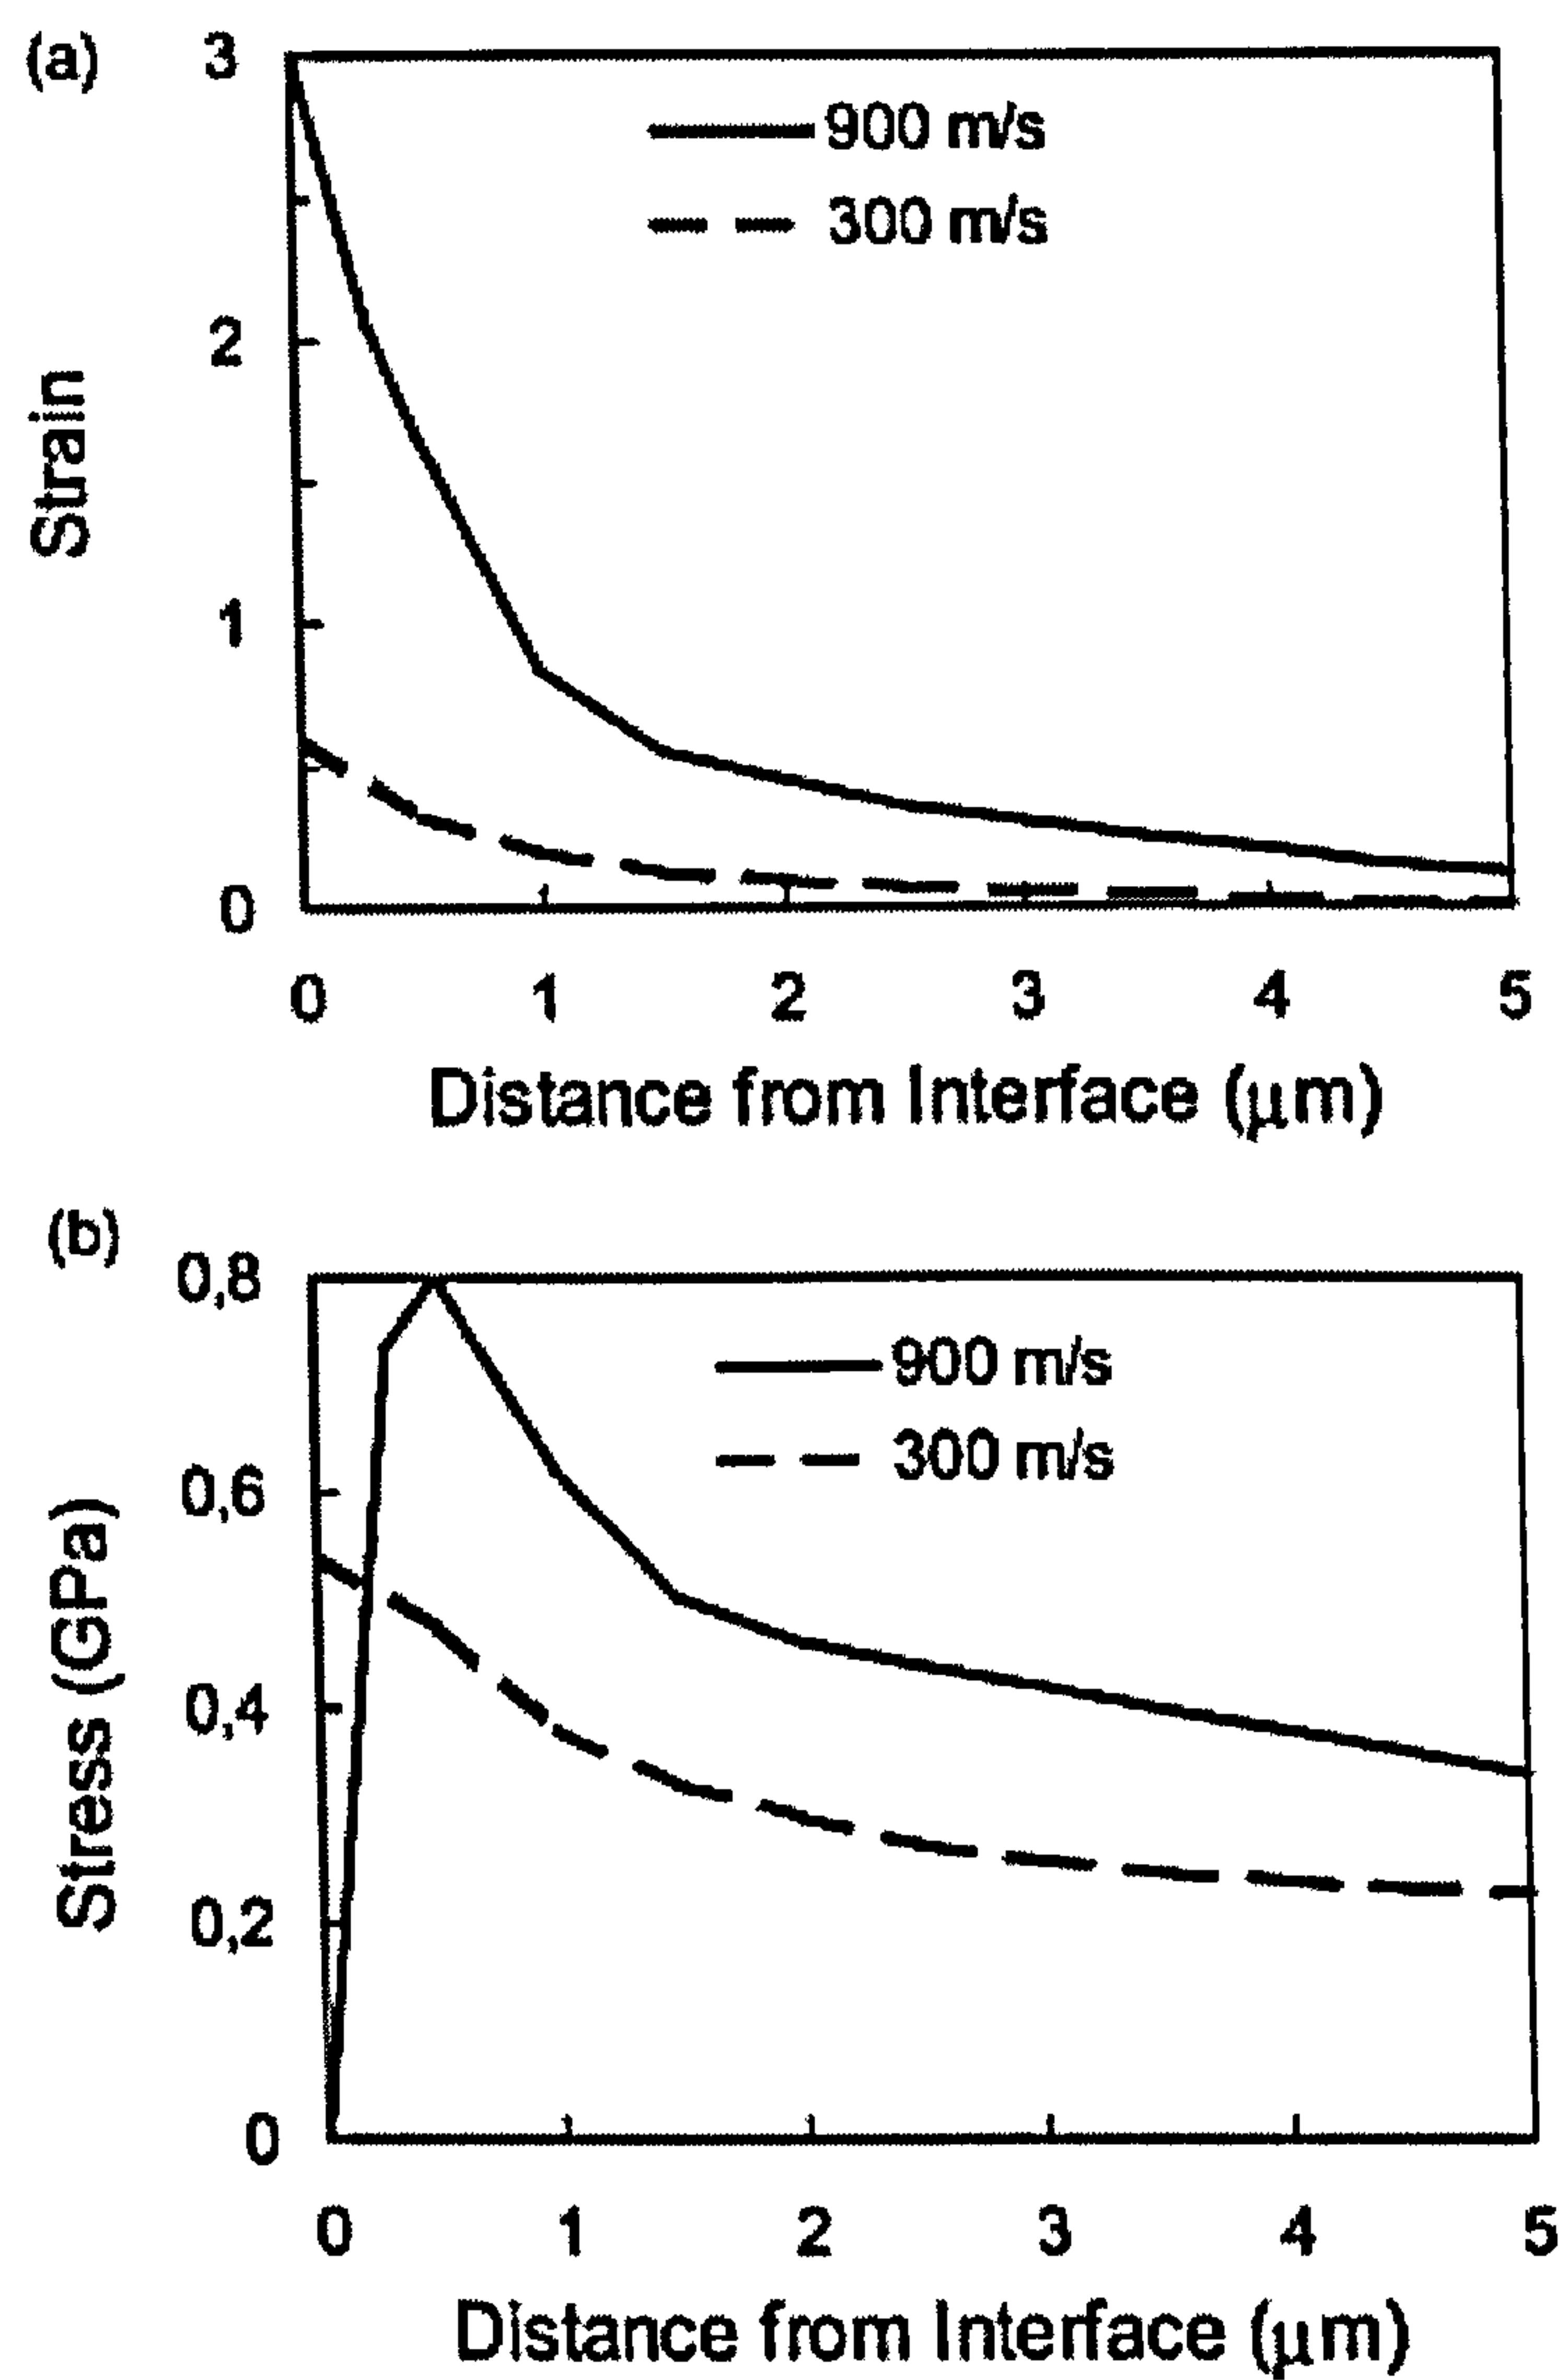 (a)
3
900 m/s
300 m/s
2
Strain
1
0
0 1 2 3 4 5
Distance from Interface (μm)
(b)
0,8
900 m/s
300 m/s
0,6
Stress (GPa)
0,4
0,2
0
0 1 2 3 4 5
Distance from Interface (μm)